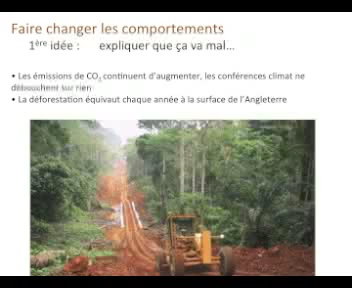 Faire changer les comportements
1ère idée : expliquer que ça va mal...
• Les émissions de CO₂ continuent d'augmenter, les conférences climat ne
débouchent sur rien
• La déforestation équivaut chaque année à la surface de l'Angleterre